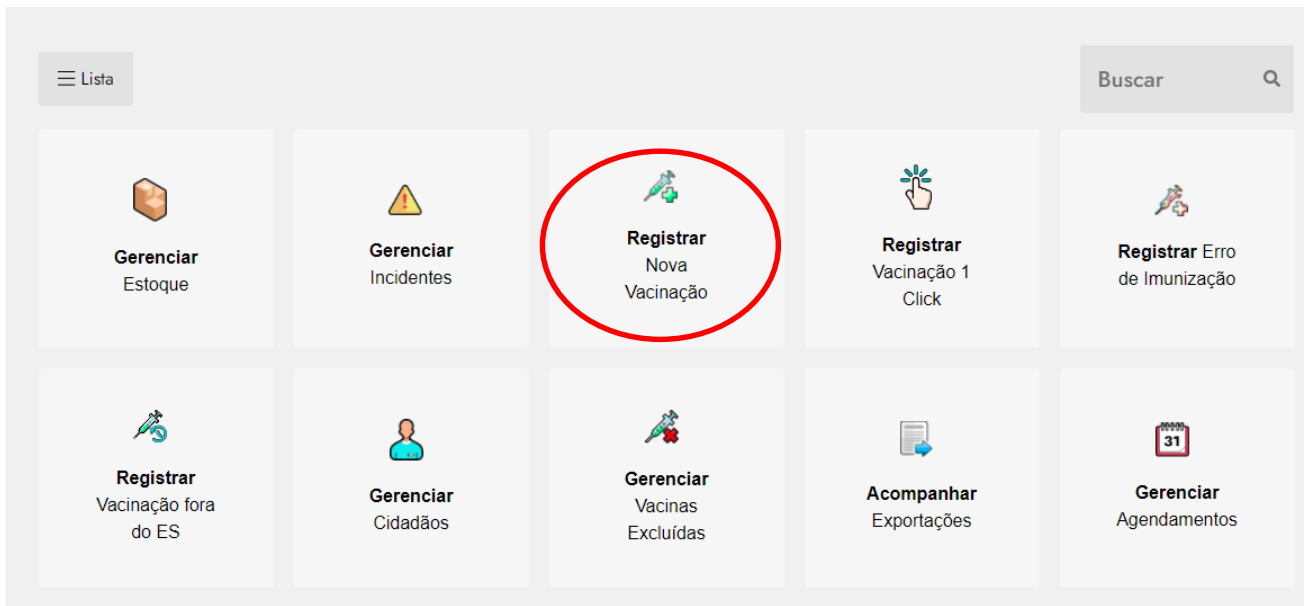 Lista
Buscar
Gerenciar
Estoque
Gerenciar
Incidentes
Registrar
Nova
Vacinação
Registrar
Vacinação 1
Click
Registrar Erro
de Imunização
Registrar
Vacinação fora
do ES
Gerenciar
Cidadãos
Gerenciar
Vacinas
Excluídas
Acompanhar
Exportações
31
Gerenciar
Agendamentos